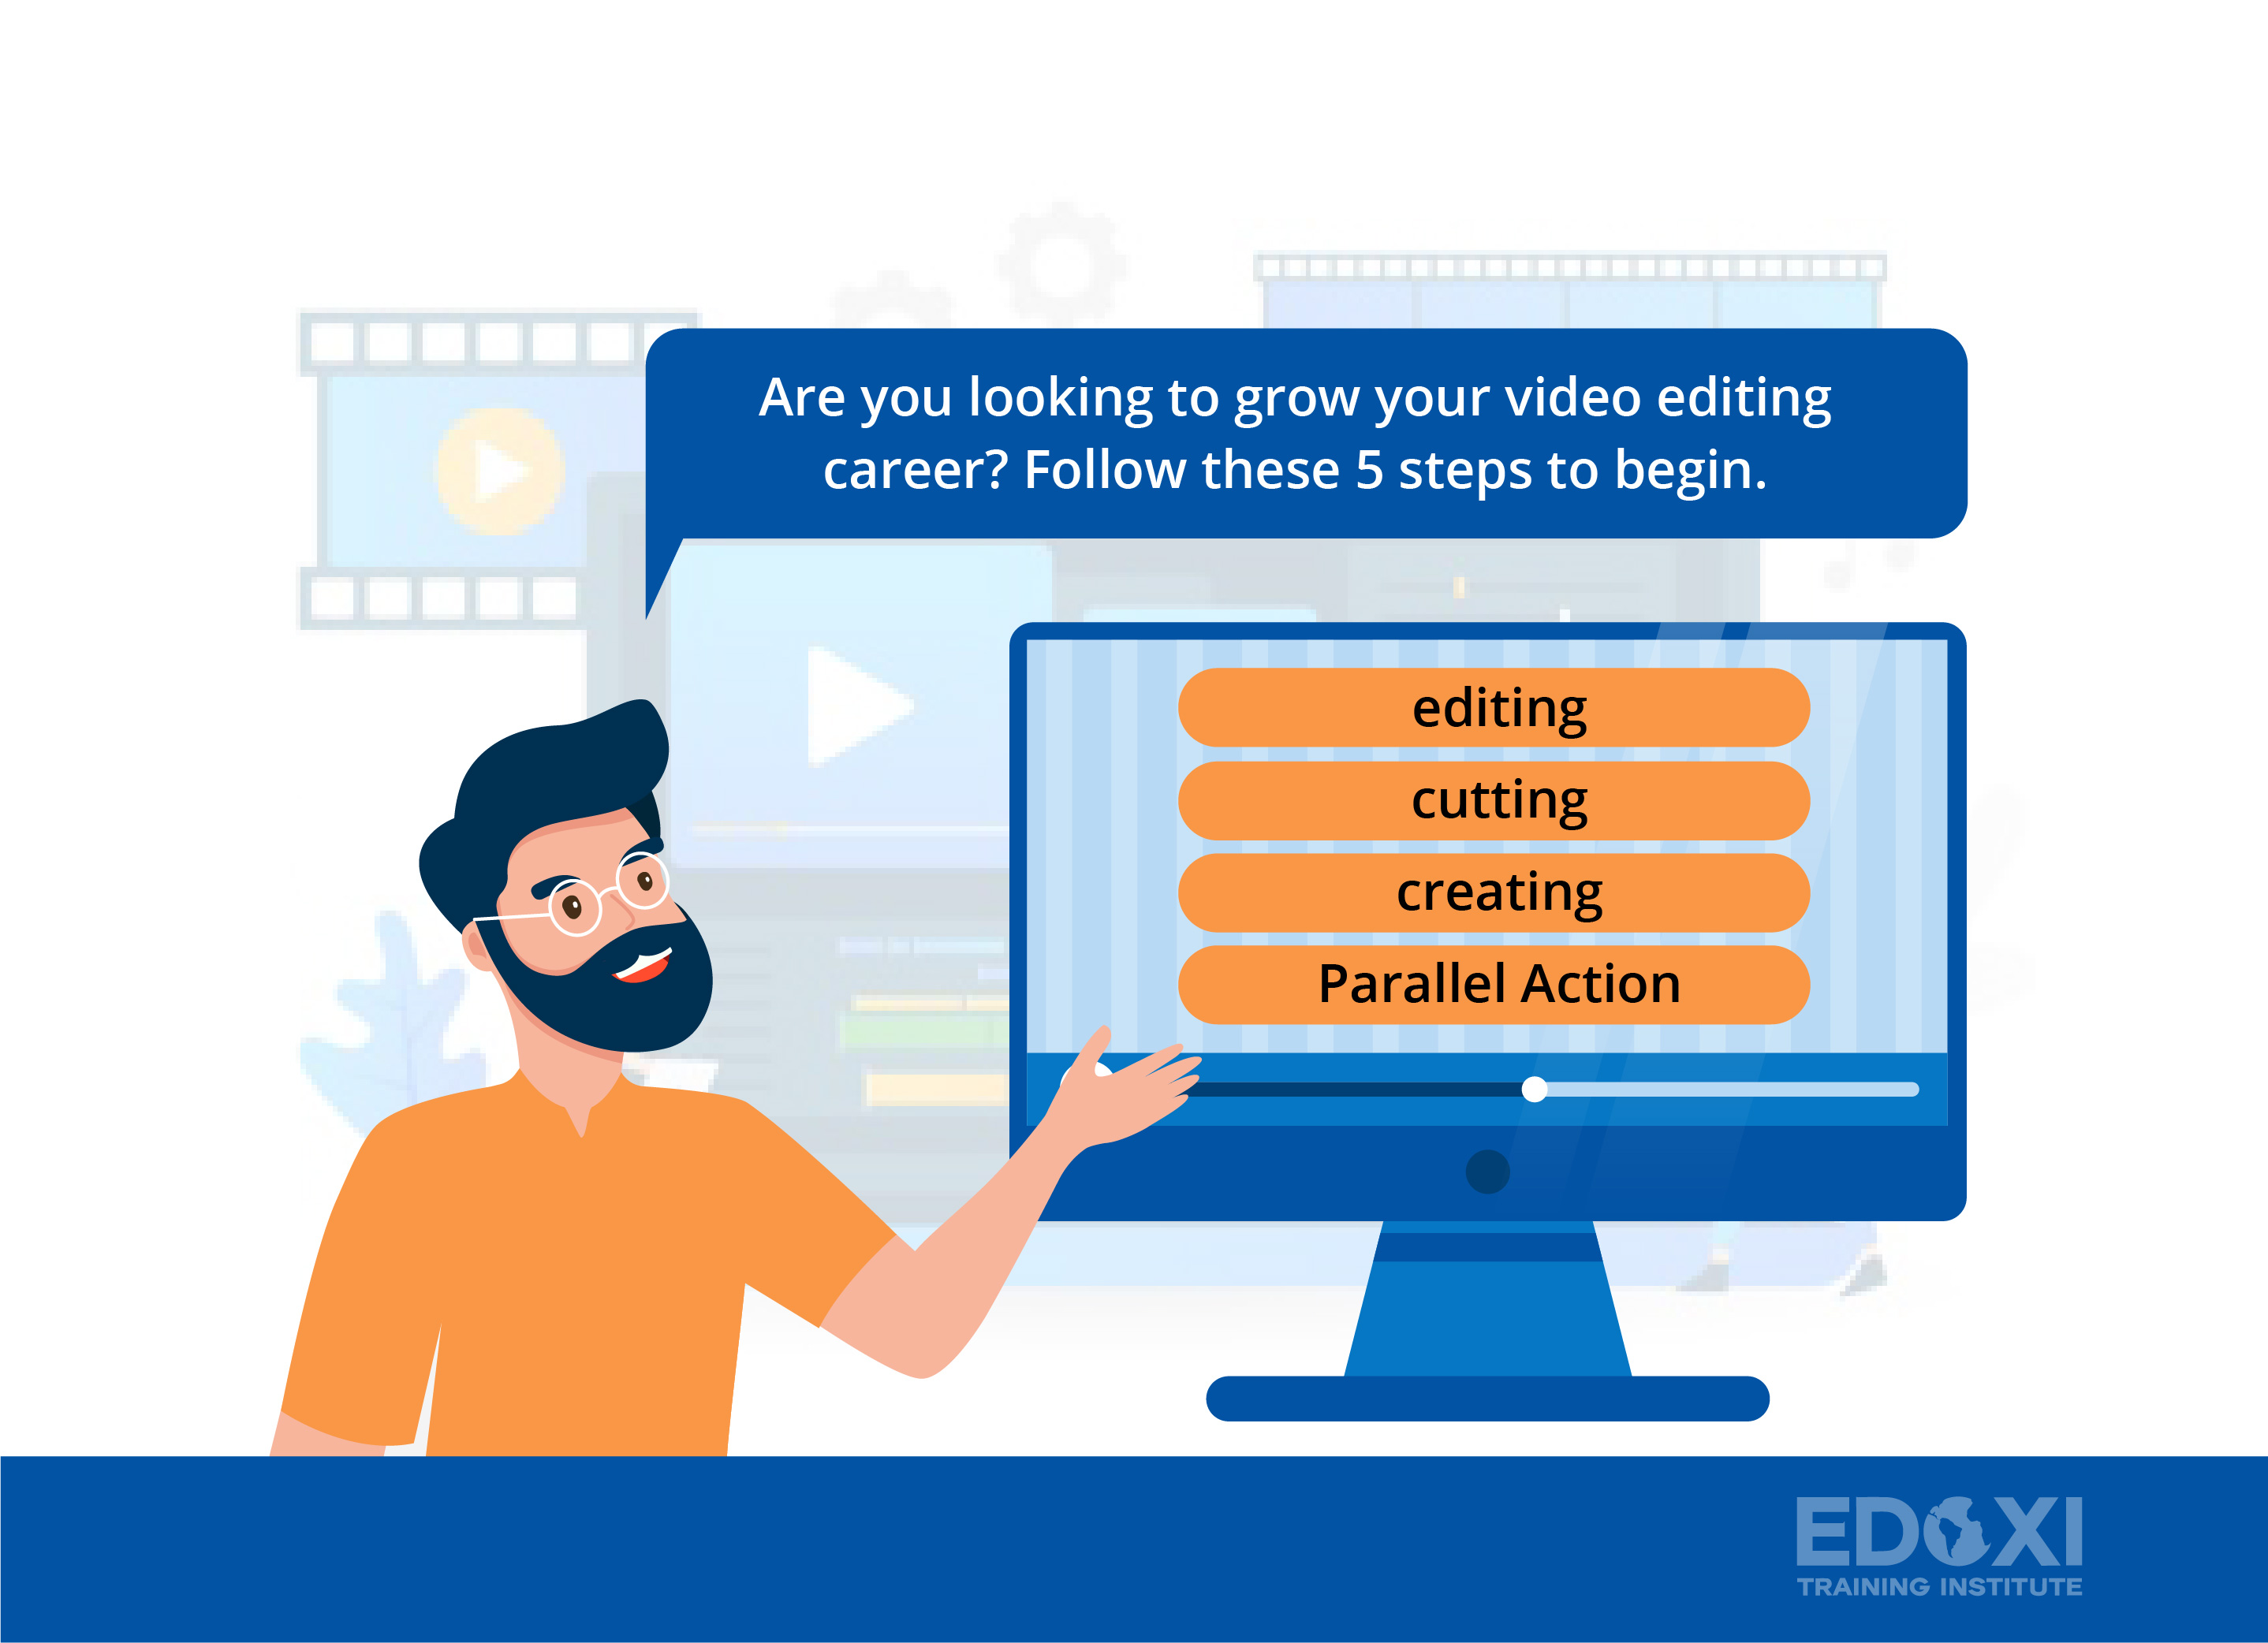 Are you looking to grow your video editing
career? Follow these 5 steps to begin.
editing
cutting
creating
Parallel Action
EDOXI
TRAINING INSTITUTE